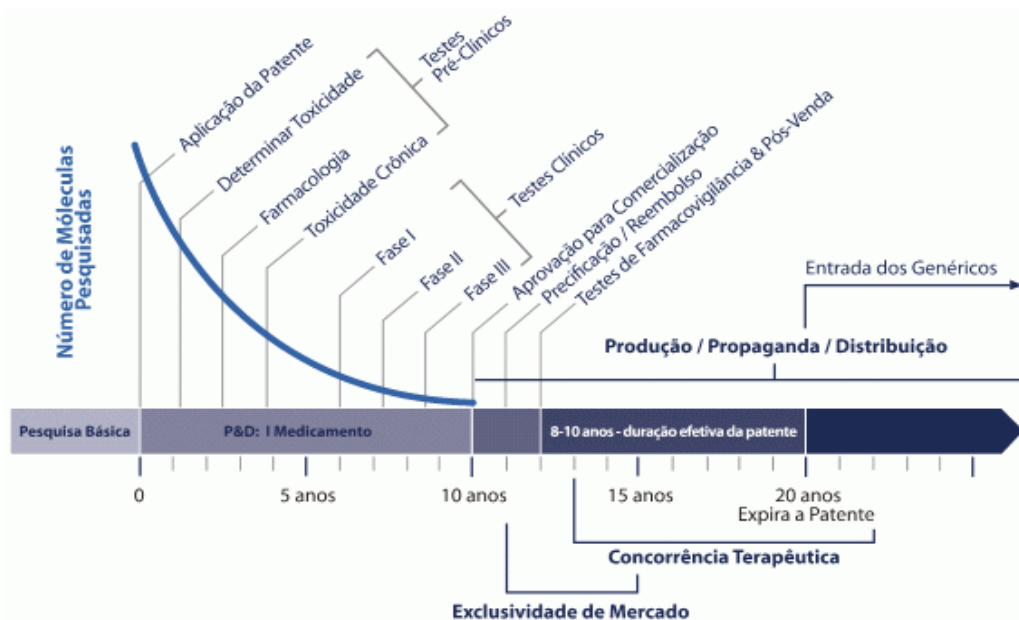 Número de Móleculas
Pesquisadas
Aplicação da Patente
Determinar Toxicidade
Farmacologia
Toxicidade Crônica
Testes
Pré-Clínicos
Fase I
Fase II
Fase III
Testes Clínicos
Aprovação para Comercialização
Precificação / Reembolso
Testes de Farmacovigilância & Pós-Venda
Entrada dos Genéricos
Produção / Propaganda / Distribuição
Pesquisa Básica
P&D: I Medicamento
8-10 anos - duração efetiva da patente
0
5 anos
10 anos
15 anos
20 anos
Expira a Patente
Concorrência Terapêutica
Exclusividade de Mercado